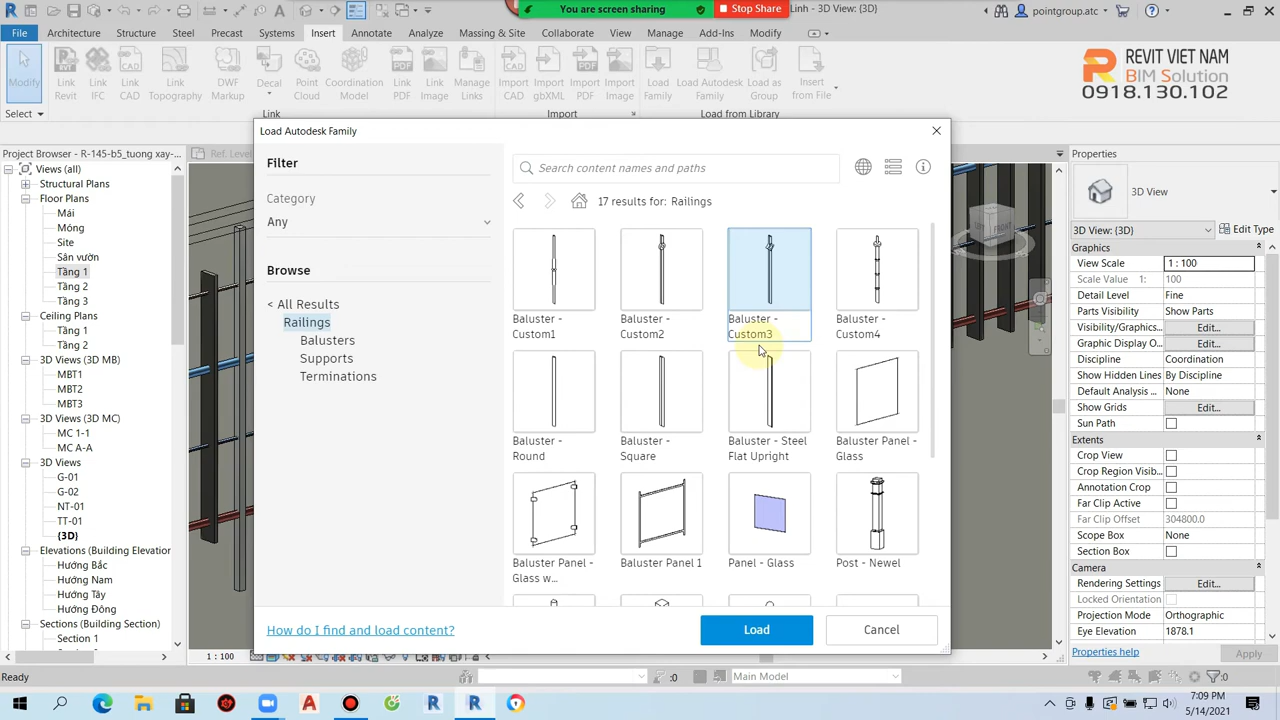 You are screen sharing
Stop Share
Linh - 3D View: {3D}
pointgroup.atc
File
Architecture
Structure
Steel
Precast
Systems
Insert
Annotate
Analyze
Massing & Site
Collaborate
View
Manage
Add-Ins
Modify
Modify
Link Revit
Link IFC
Link CAD
Link Topography
DWF Markup
Decal
Point Cloud
Coordination Model
Link PDF
Link Image
Manage Links
Import CAD
Import gbXML
Import PDF
Import Image
Load Family
Load Autodesk Family
Load as Group
Insert from File
Select
Link
Import
Load from Library
REVIT VIET NAM
BIM Solution
0918.130.102
Project Browser - R-145-b5_tuong xay-...
Ref. Level
Views (all)
Structural Plans
Floor Plans
Mái
Móng
Site
Sân vườn
Tầng 1
Tầng 2
Tầng 3
Ceiling Plans
Tầng 1
Tầng 2
3D Views (3D MB)
MBT1
MBT2
MBT3
3D Views (3D MC)
MC 1-1
MC A-A
3D Views
G-01
G-02
NT-01
TT-01
{3D}
Elevations (Building Elevation
Hướng Bắc
Hướng Nam
Hướng Tây
Hướng Đông
Sections (Building Section)
Section 1
Load Autodesk Family
Filter
Category
Any
Browse
< All Results
Railings
Balusters
Supports
Terminations
Search content names and paths
17 results for: Railings
Baluster - Custom1
Baluster - Custom2
Baluster - Custom3
Baluster - Custom4
Baluster - Round
Baluster - Square
Baluster - Steel Flat Upright
Baluster Panel - Glass
Baluster Panel - Glass w...
Baluster Panel 1
Panel - Glass
Post - Newel
How do I find and load content?
Load
Cancel
TOP
FRONT
Properties
3D View
3D View: {3D}
Edit Type
Graphics
View Scale
1 : 100
Scale Value 1:
100
Detail Level
Fine
Parts Visibility
Show Parts
Visibility/Graphics...
Edit...
Graphic Display O...
Edit...
Discipline
Coordination
Show Hidden Lines
By Discipline
Default Analysis ...
None
Show Grids
Edit...
Sun Path
Extents
Crop View
Crop Region Visib...
Annotation Crop
Far Clip Active
Far Clip Offset
304800.0
Scope Box
None
Section Box
Camera
Rendering Settings
Edit...
Locked Orientation
Projection Mode
Orthographic
Eye Elevation
1878.1
Properties help
Apply
1 : 100
Ready
:0
Main Model
:0
7:09 PM
5/14/2021